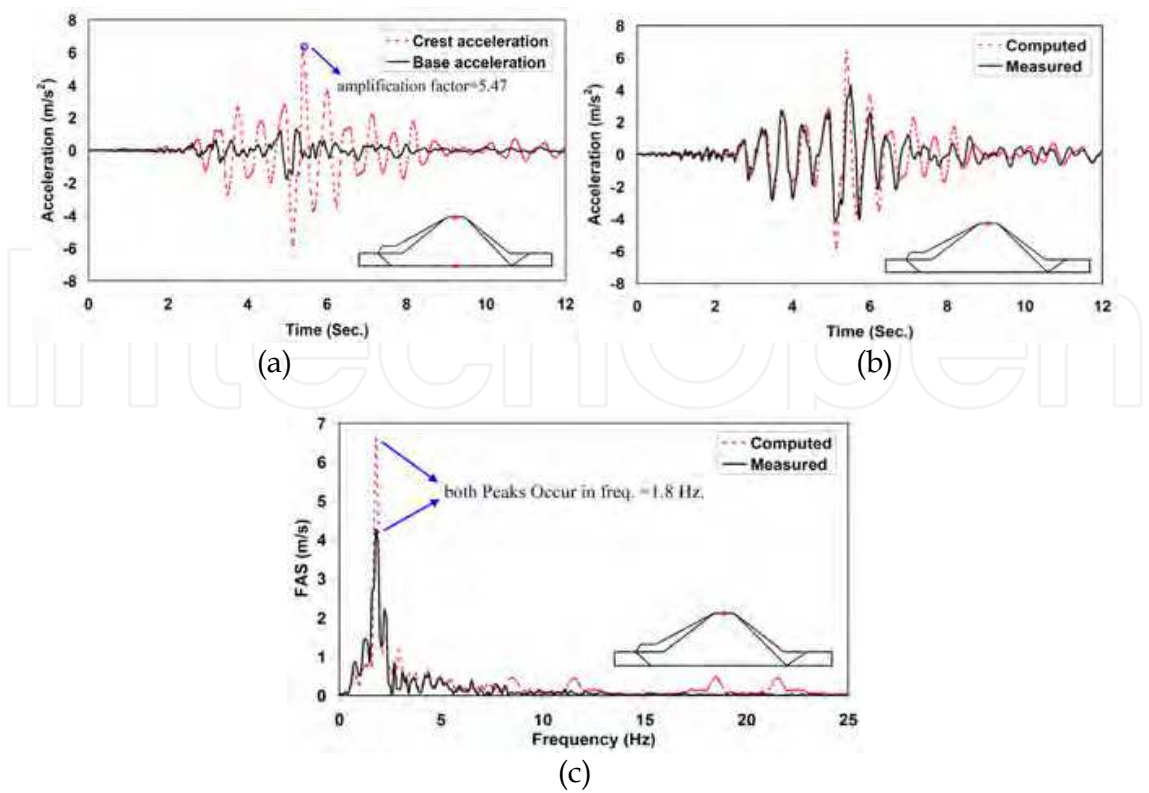 8
6
4
2
0
-2
-4
-6
-8
Acceleration (m/s²)
Crest acceleration
Base acceleration
amplification factor=5.47
0 2 4 6 8 10 12
Time (Sec.)
(a)
8
6
4
2
0
-2
-4
-6
-8
Acceleration (m/s²)
Computed
Measured
0 2 4 6 8 10 12
Time (Sec.)
(b)
7
6
5
4
3
2
1
0
FAS (m/s)
Computed
Measured
both Peaks Occur in freq. =1.8 Hz.
0 5 10 15 20 25
Frequency (Hz)
(c)
intechopen